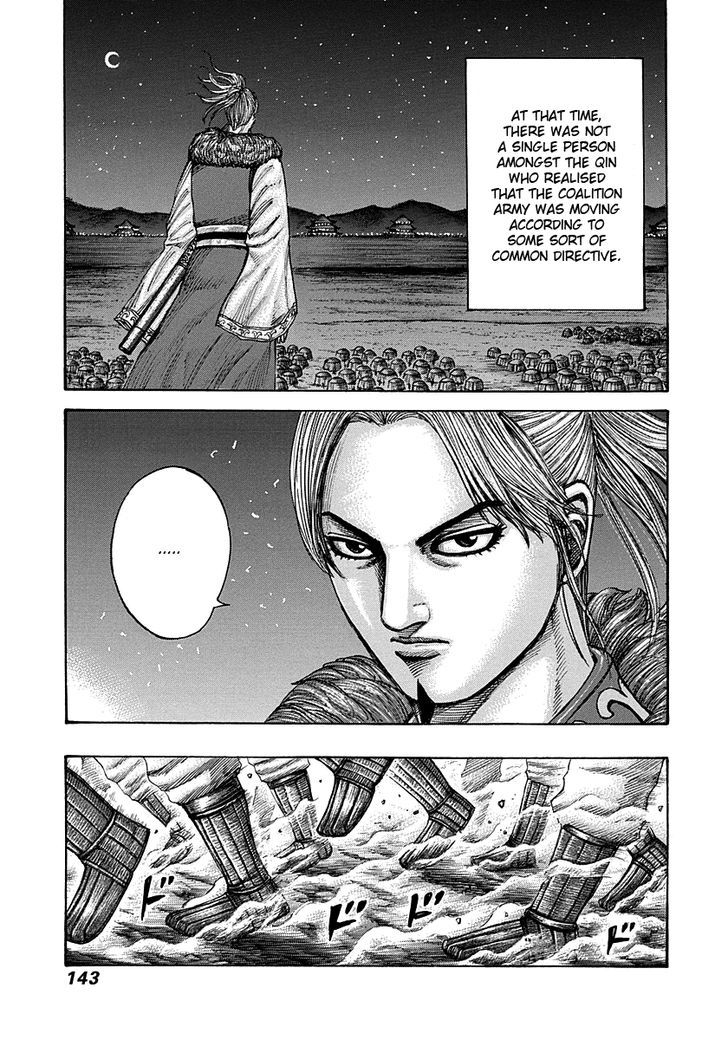 AT THAT TIME,
THERE WAS NOT
A SINGLE PERSON
AMONGST THE QIN
WHO REALISED
THAT THE COALITION
ARMY WAS MOVING
ACCORDING TO
SOME SORT OF
COMMON DIRECTIVE.
.....
ド
ド
ド
ド
143